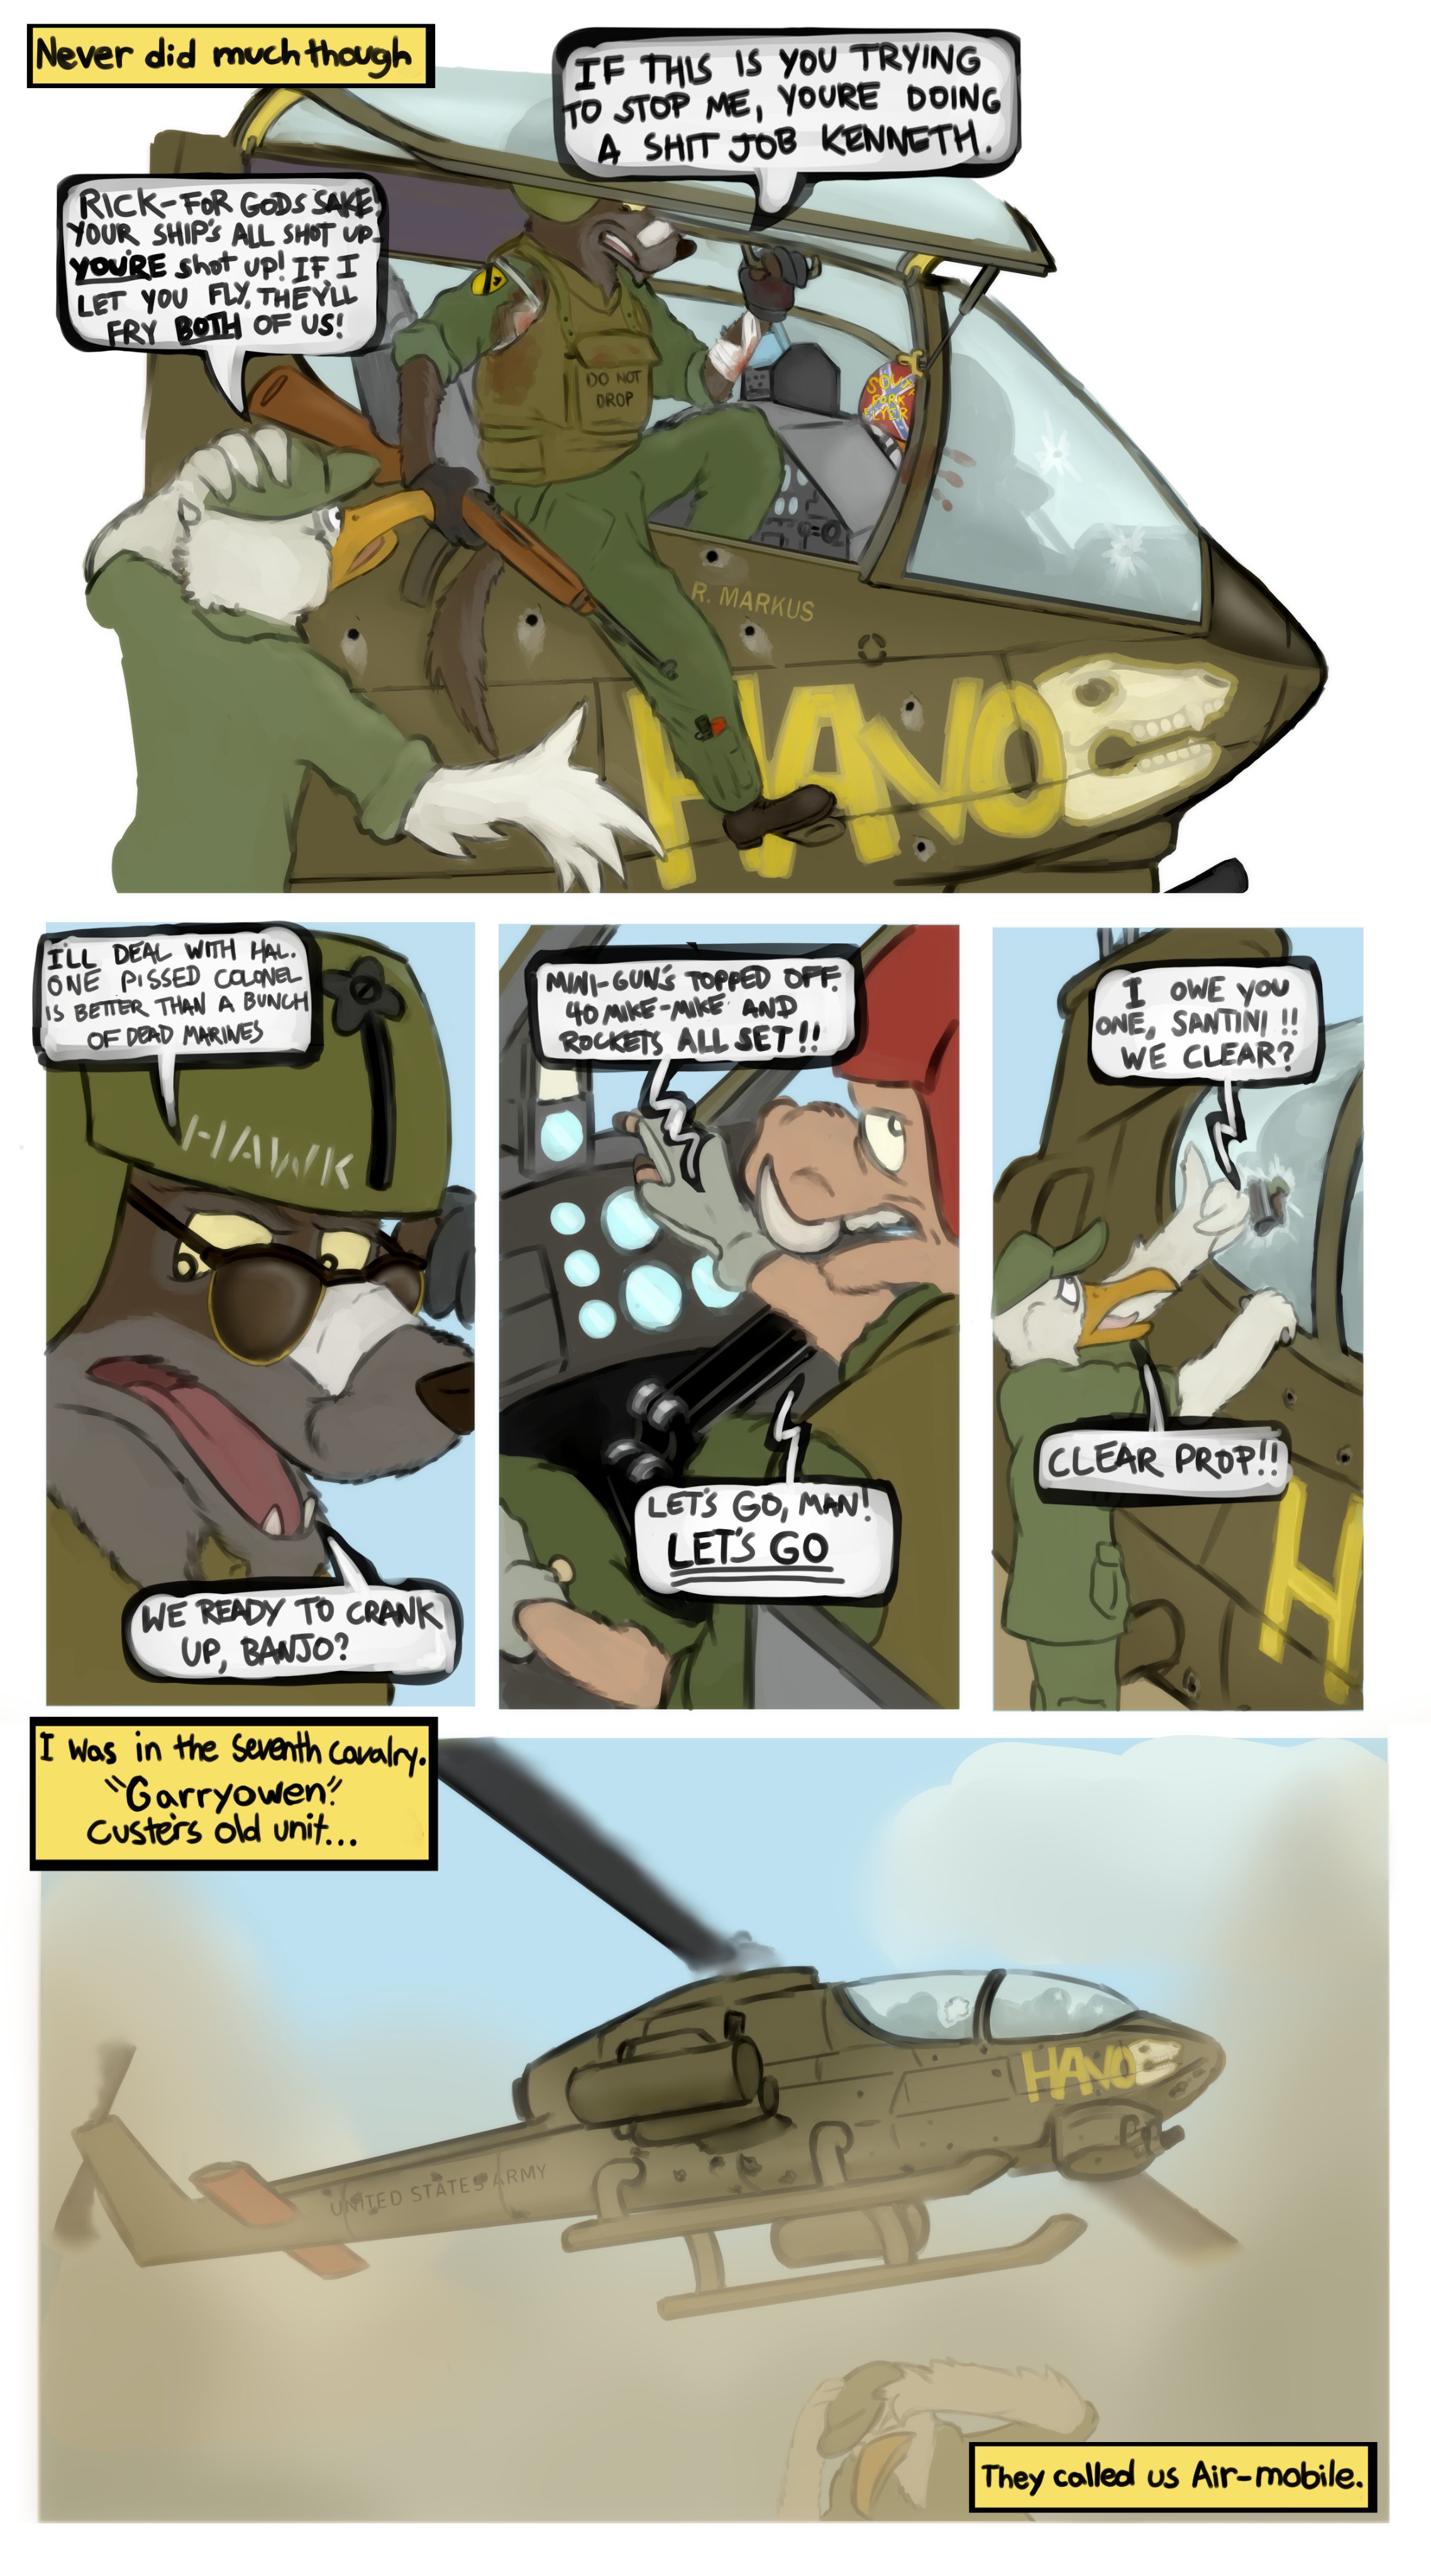 Never did much though
IF THIS IS YOU TRYING
TO STOP ME, YOURE DOING
A SHIT JOB KENNETH.
RICK-FOR GODS SAKE!
YOUR SHIP'S ALL SHOT UP-
YOU'RE shot up! IF I
LET YOU FLY, THEY'LL
FRY BOTH OF US!
DO NOT
DROP
SOUTH
FORK
FLYER
R. MARKUS
HAVOC
I'LL DEAL WITH HAL.
ONE PISSED COLONEL
IS BETTER THAN A BUNCH
OF DEAD MARINES
HAWK
WE READY TO CRANK
UP, BANJO?
MINI-GUN'S TOPPED OFF.
40 MIKE-MIKE AND
ROCKETS ALL SET!!
LET'S GO, MAN!
LET'S GO
I OWE YOU
ONE, SANTINI!!
WE CLEAR?
CLEAR PROP!!
H
I was in the Seventh Cavalry.
"Garryowen."
Custer's old unit...
HAVOC
UNITED STATES ARMY
They called us Air-mobile.